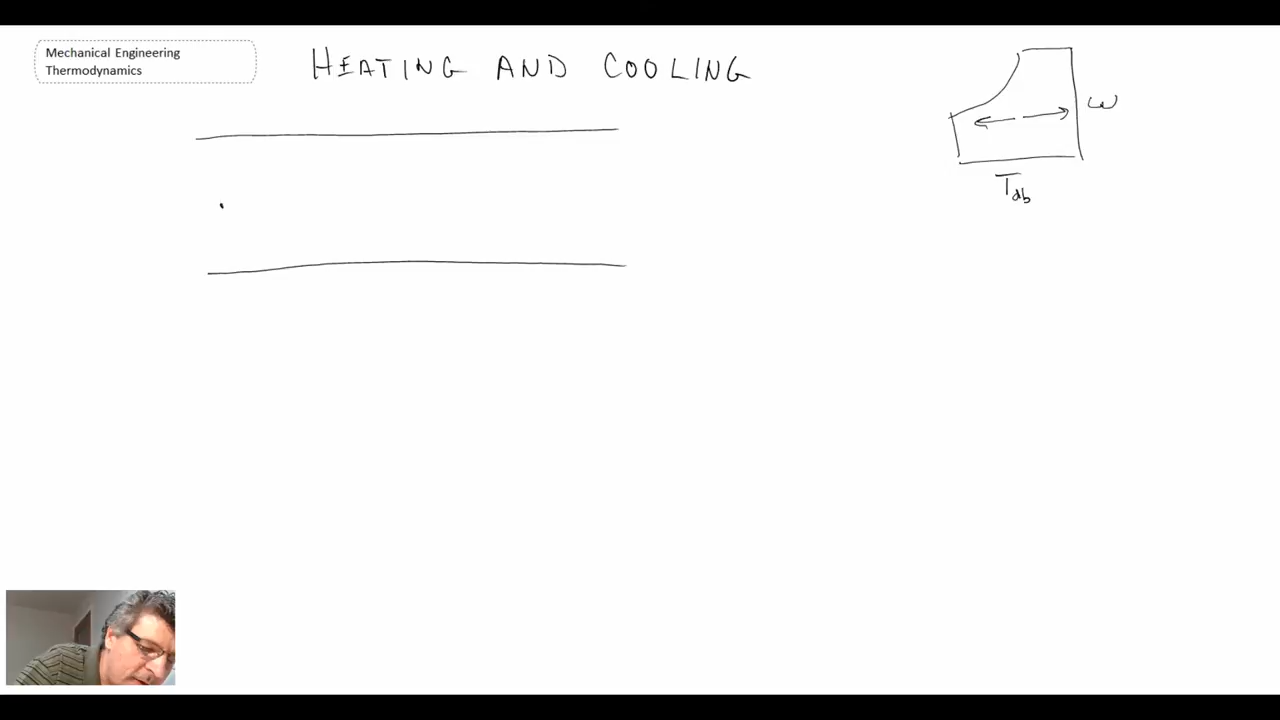 Mechanical Engineering
Thermodynamics
HEATING AND COOLING
ω
Tdb